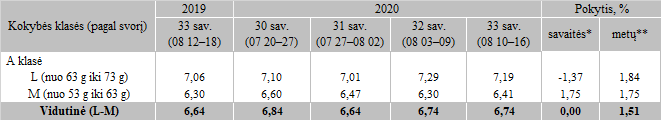 Kokybės klasės (pagal svorį) 2019 2020 Pokytis, %
33 sav. (08 12–18) 30 sav. (07 20–27) 31 sav. (07 27–08 02) 32 sav. (08 03–09) 33 sav. (08 10–16) savaitės* metų**
A klasė
L (nuo 63 g iki 73 g) 7,06 7,10 7,01 7,29 7,19 -1,37 1,84
M (nuo 53 g iki 63 g) 6,30 6,60 6,47 6,30 6,41 1,75 1,75
Vidutinė (L-M) 6,64 6,84 6,64 6,74 6,74 0,00 1,51